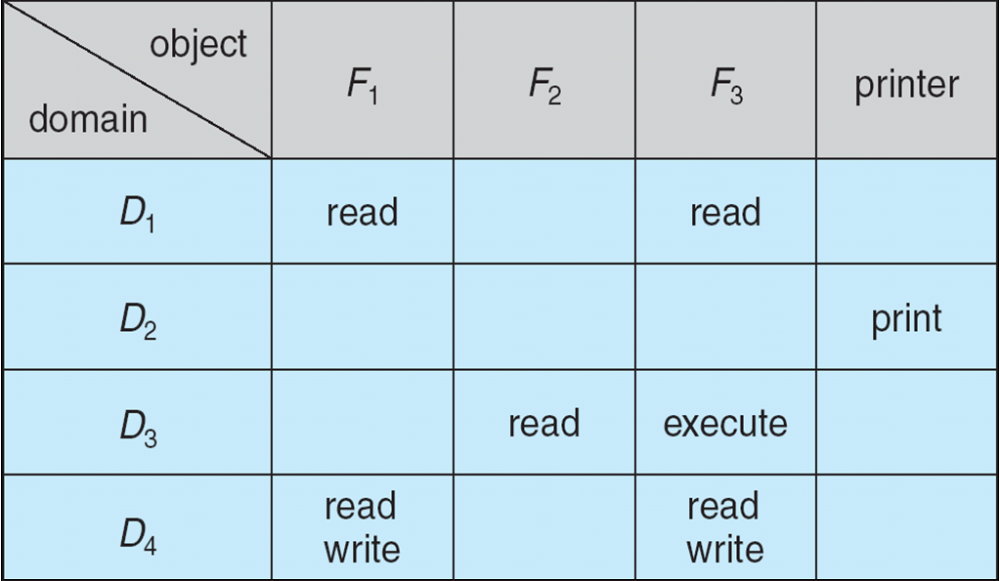 object
domain
F₁ F₂ F₃ printer
D₁ read read
D₂ print
D₃ read execute
D₄ read write read write